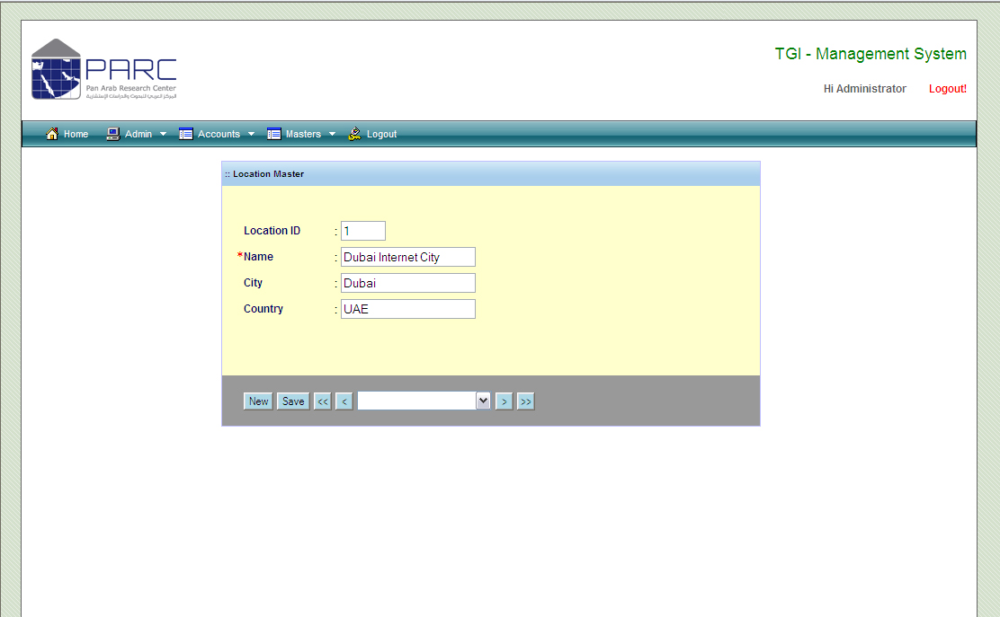 PARC
Pan Arab Research Center
TGI - Management System
Hi Administrator Logout!
Home Admin Accounts Masters Logout
:: Location Master
Location ID : 1
*Name : Dubai Internet City
City : Dubai
Country : UAE
New Save << < > >>